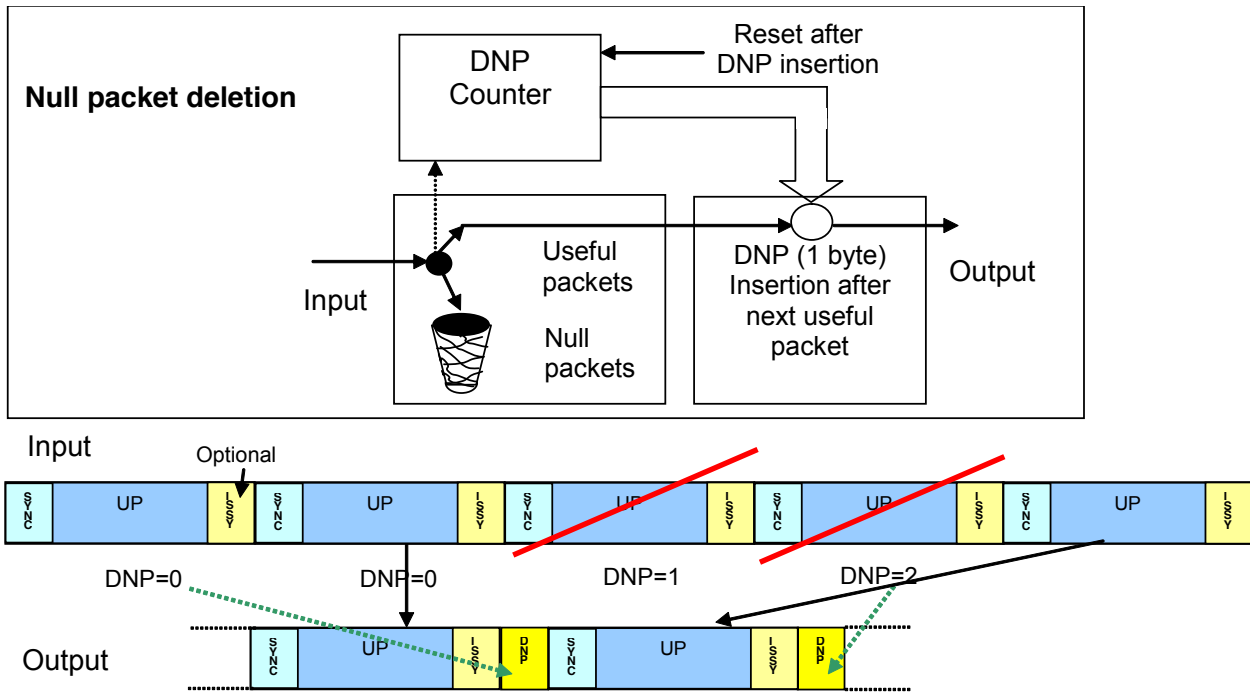 Null packet deletion
DNP
Counter
Reset after
DNP insertion
Input
Useful
packets
Null
packets
DNP (1 byte)
Insertion after
next useful
packet
Output
Input
Optional
SYNC UP ISSY SYNC UP ISSY SYNC UP ISSY SYNC UP ISSY SYNC UP ISSY
DNP=0 DNP=0 DNP=1 DNP=2
Output
SYNC UP ISSY DNP SYNC UP ISSY DNP